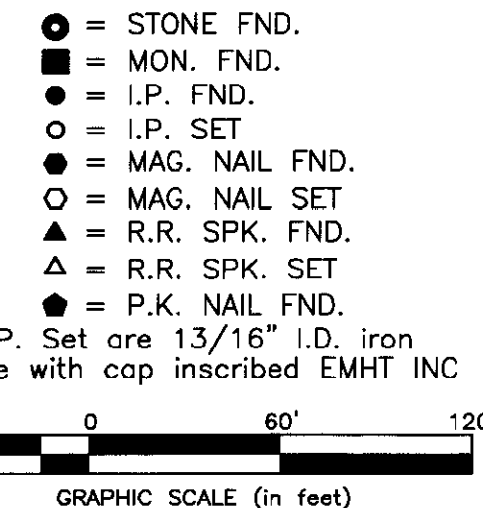 = STONE FND.
= MON. FND.
= I.P. FND.
= I.P. SET
= MAG. NAIL FND.
= MAG. NAIL SET
= R.R. SPK. FND.
= R.R. SPK. SET
= P.K. NAIL FND.
P. Set are 13/16" I.D. iron
e with cap inscribed EMHT INC
0 60' 120
GRAPHIC SCALE (in feet)